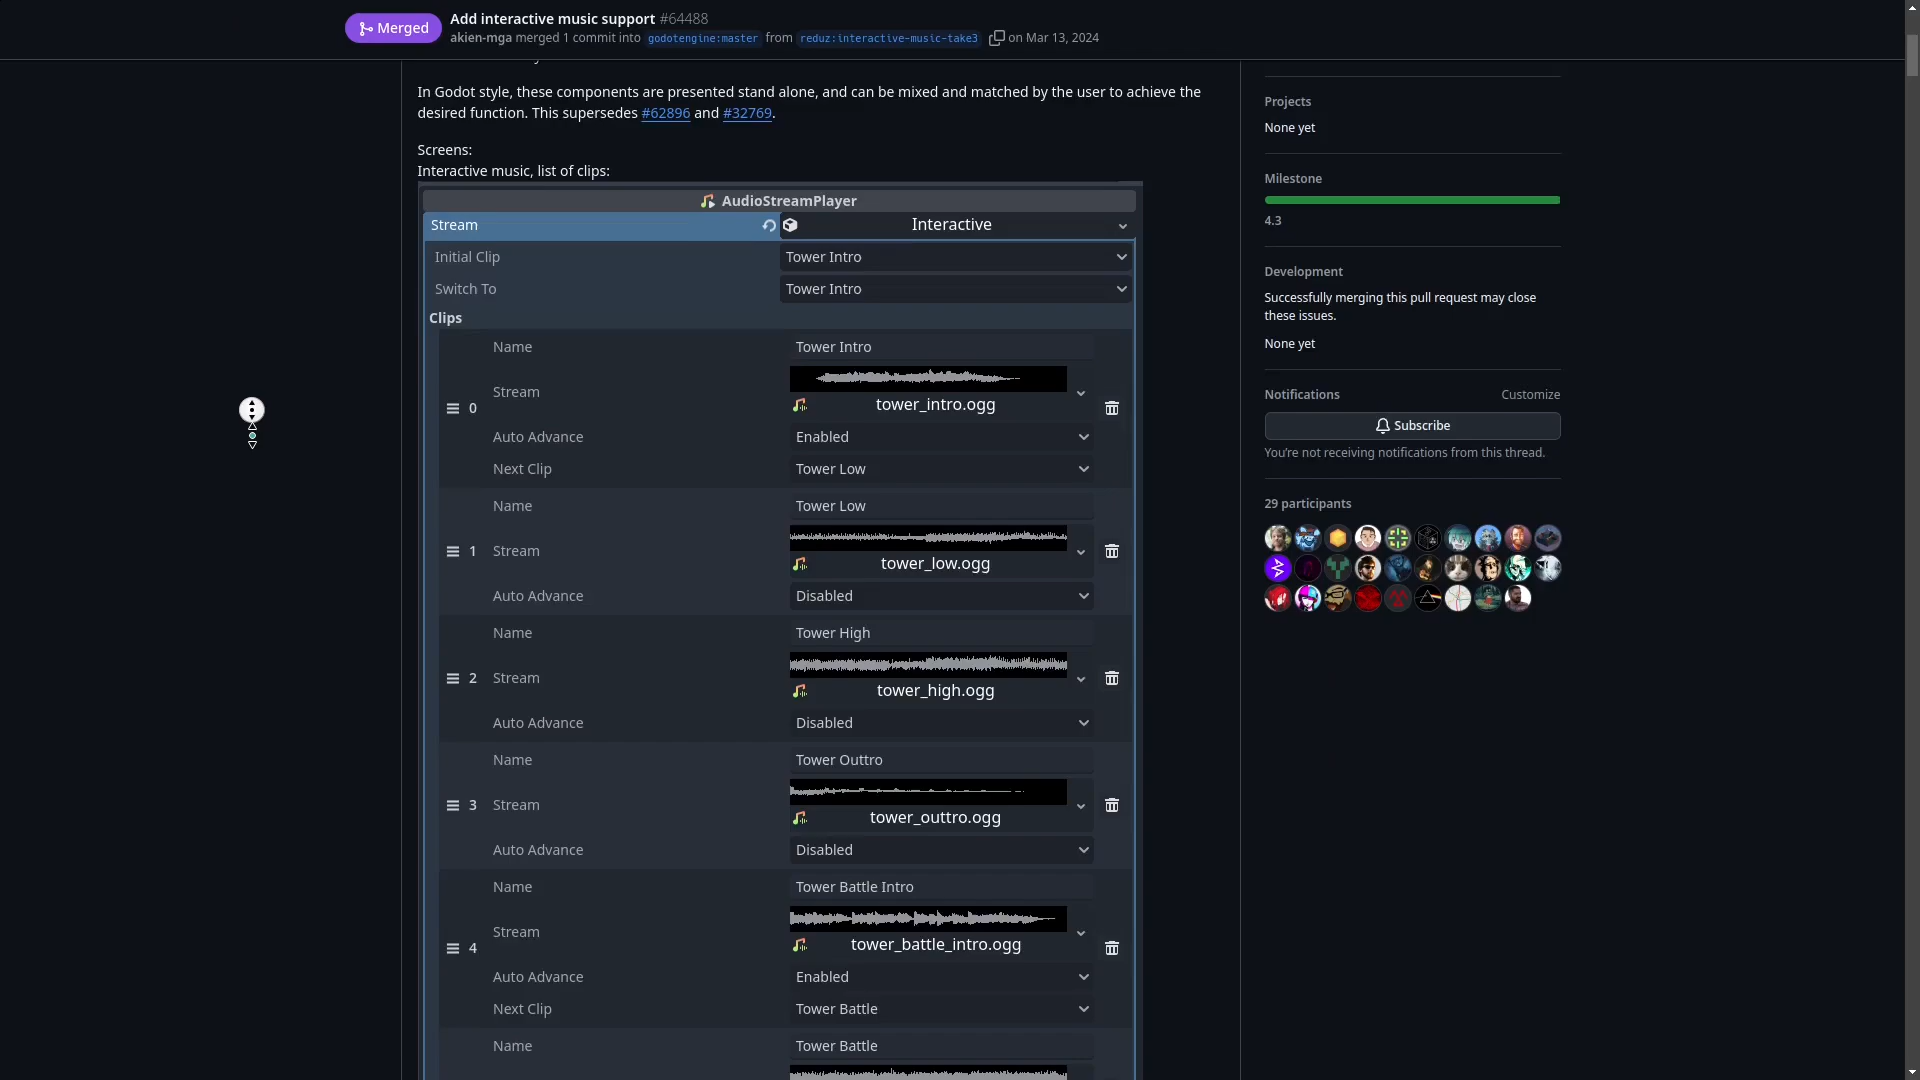 Merged
Add interactive music support #64488
akien-mga merged 1 commit into godotengine:master from reduz:interactive-music-take3 on Mar 13, 2024
In Godot style, these components are presented stand alone, and can be mixed and matched by the user to achieve the
desired function. This supersedes #62896 and #32769.
Screens:
Interactive music, list of clips:
AudioStreamPlayer
Stream Interactive
Initial Clip Tower Intro
Switch To Tower Intro
Clips
Name Tower Intro
0 Stream tower_intro.ogg
Auto Advance Enabled
Next Clip Tower Low
Name Tower Low
1 Stream tower_low.ogg
Auto Advance Disabled
Name Tower High
2 Stream tower_high.ogg
Auto Advance Disabled
Name Tower Outtro
3 Stream tower_outtro.ogg
Auto Advance Disabled
Name Tower Battle Intro
4 Stream tower_battle_intro.ogg
Auto Advance Enabled
Next Clip Tower Battle
Name Tower Battle
Projects
None yet
Milestone
4.3
Development
Successfully merging this pull request may close
these issues.
None yet
Notifications Customize
Subscribe
You're not receiving notifications from this thread.
29 participants